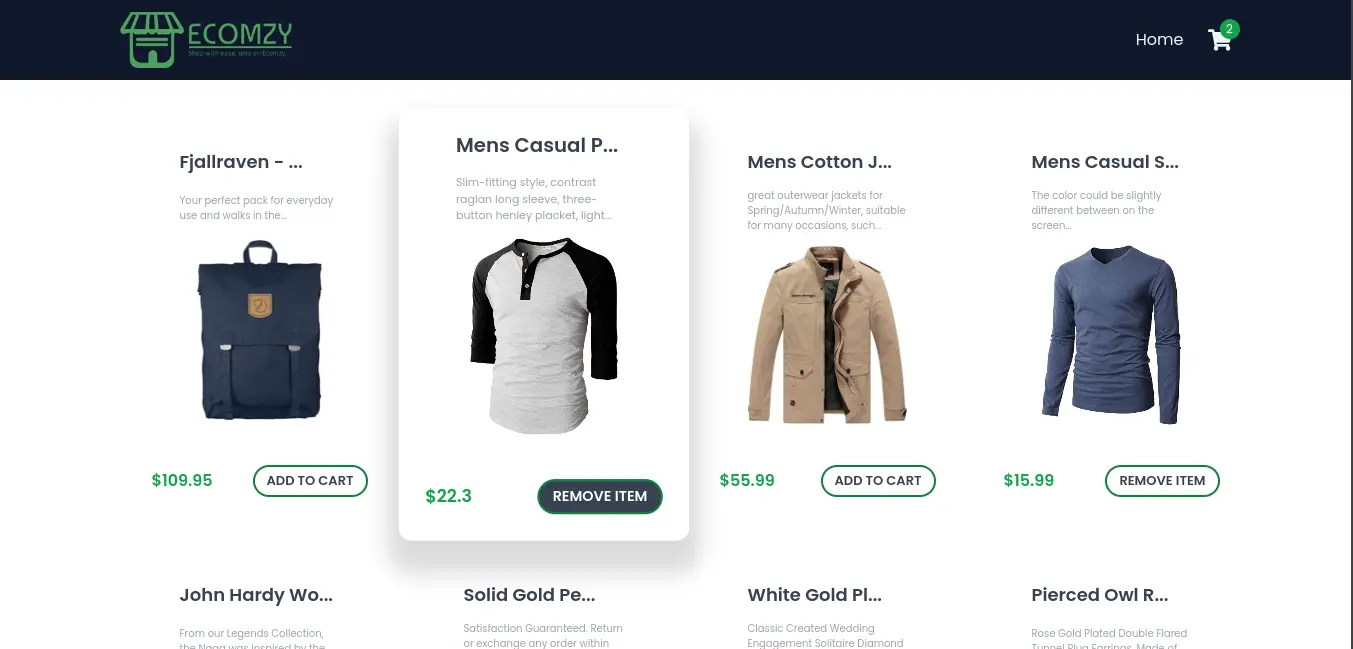 ECOMZY
Shop with ease, only on Ecomzy.
Home
2
Fjallraven - ...
Your perfect pack for everyday
use and walks in the...
$109.95
ADD TO CART
Mens Casual P...
Slim-fitting style, contrast
raglan long sleeve, three-
button henley placket, light...
$22.3
REMOVE ITEM
Mens Cotton J...
great outerwear jackets for
Spring/Autumn/Winter, suitable
for many occasions, such...
$55.99
ADD TO CART
Mens Casual S...
The color could be slightly
different between on the
screen...
$15.99
REMOVE ITEM
John Hardy Wo...
From our Legends Collection,
the Naga was inspired by the
Solid Gold Pe...
Satisfaction Guaranteed. Return
or exchange any order within
White Gold Pl...
Classic Created Wedding
Engagement Solitaire Diamond
Pierced Owl R...
Rose Gold Plated Double Flared
Tunnel Plug Earrings. Made of